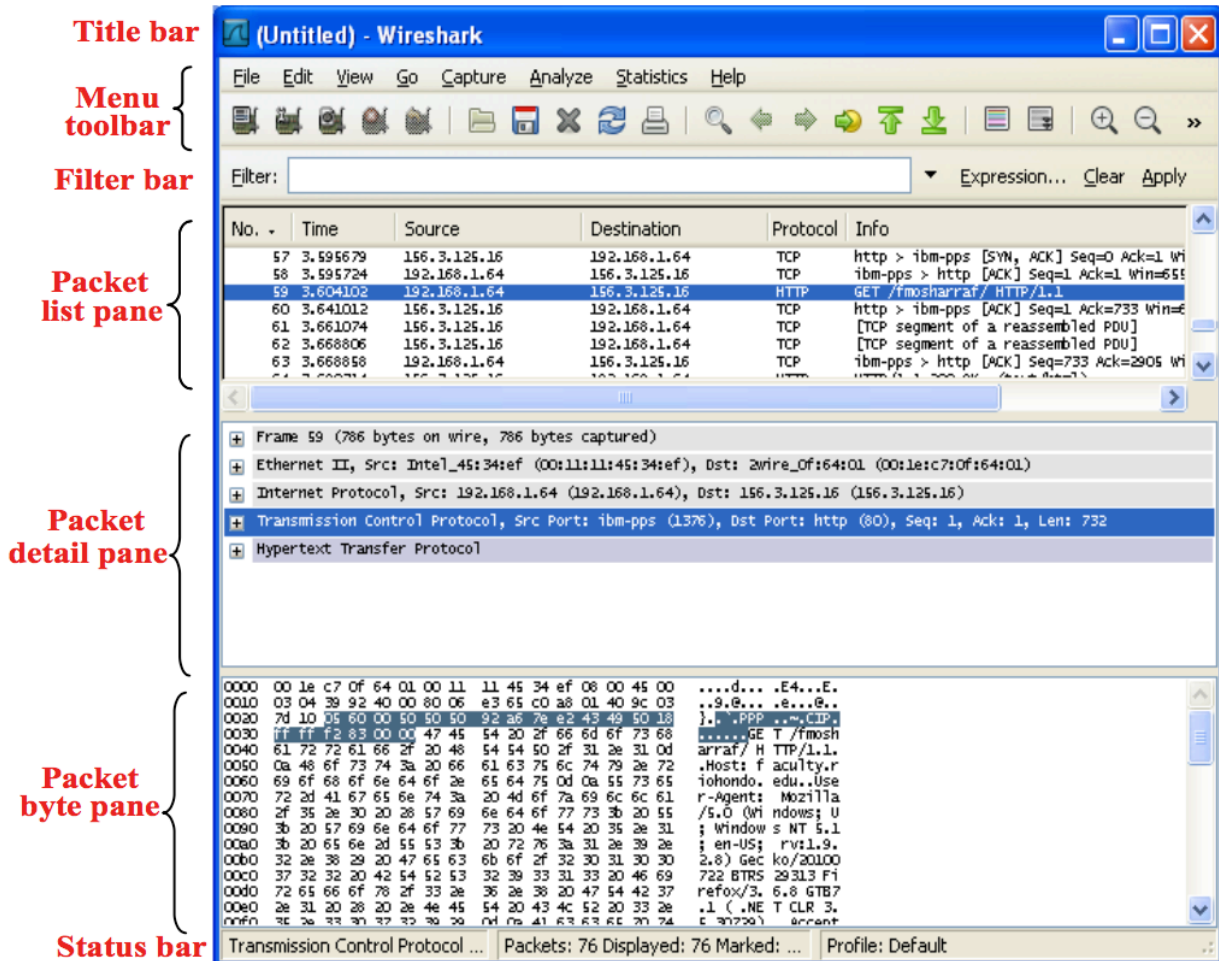 Title bar
(Untitled) - Wireshark
Menu toolbar
File Edit View Go Capture Analyze Statistics Help
»
Filter bar
Filter: Expression... Clear Apply
Packet list pane
No. Time Source Destination Protocol Info
57 3.595679 156.3.125.16 192.168.1.64 TCP http > ibm-pps [SYN, ACK] Seq=0 Ack=1 Wi
58 3.595724 192.168.1.64 156.3.125.16 TCP ibm-pps > http [ACK] Seq=1 Ack=1 Win=655
59 3.604102 192.168.1.64 156.3.125.16 HTTP GET /fmosharraf/ HTTP/1.1
60 3.641012 156.3.125.16 192.168.1.64 TCP http > ibm-pps [ACK] Seq=1 Ack=733 Win=6
61 3.661074 156.3.125.16 192.168.1.64 TCP [TCP segment of a reassembled PDU]
62 3.668806 156.3.125.16 192.168.1.64 TCP [TCP segment of a reassembled PDU]
63 3.668858 192.168.1.64 156.3.125.16 TCP ibm-pps > http [ACK] Seq=733 Ack=2905 Wi
Packet detail pane
Frame 59 (786 bytes on wire, 786 bytes captured)
Ethernet II, Src: Intel_45:34:ef (00:11:11:45:34:ef), Dst: 2wire_0f:64:01 (00:1e:c7:0f:64:01)
Internet Protocol, Src: 192.168.1.64 (192.168.1.64), Dst: 156.3.125.16 (156.3.125.16)
Transmission Control Protocol, Src Port: ibm-pps (1376), Dst Port: http (80), Seq: 1, Ack: 1, Len: 732
Hypertext Transfer Protocol
Packet byte pane
0000 00 1e c7 0f 64 01 00 11 11 45 34 ef 08 00 45 00 ....d... .E4...E.
0010 03 04 39 92 40 00 80 06 e3 65 c0 a8 01 40 9c 03 ..9.@... .e...@..
0020 7d 10 05 60 00 50 50 50 92 a6 7e e2 43 49 50 18 }..`.PPP ..~.CIP.
0030 ff ff f2 83 00 00 47 45 54 20 2f 66 6d 6f 73 68 ......GE T /fmosh
0040 61 72 72 61 66 2f 20 48 54 54 50 2f 31 2e 31 0d arraf/ H TTP/1.1.
0050 0a 48 6f 73 74 3a 20 66 61 63 75 6c 74 79 2e 72 .Host: f aculty.r
0060 69 6f 68 6f 6e 64 6f 2e 65 64 75 0d 0a 55 73 65 iohondo. edu..Use
0070 72 2d 41 67 65 6e 74 3a 20 4d 6f 7a 69 6c 6c 61 r-Agent: Mozilla
0080 2f 35 2e 30 20 28 57 69 6e 64 6f 77 73 3b 20 55 /5.0 (Wi ndows; U
0090 3b 20 57 69 6e 64 6f 77 73 20 4e 54 20 35 2e 31 ; Window s NT 5.1
00a0 3b 20 65 6e 2d 55 53 3b 20 72 76 3a 31 2e 39 2e ; en-US; rv:1.9.
00b0 32 2e 38 29 20 47 65 63 6b 6f 2f 32 30 31 30 30 2.8) Gec ko/20100
00c0 37 32 32 20 42 54 52 53 32 39 33 31 33 20 46 69 722 BTRS 29313 Fi
00d0 72 65 66 6f 78 2f 33 2e 36 2e 38 20 47 54 42 37 refox/3. 6.8 GTB7
00e0 2e 31 20 28 20 2e 4e 45 54 20 43 4c 52 20 33 2e .1 ( .NE T CLR 3.
00f0 35 2e 33 30 37 32 39 29 0d 0a 41 63 63 65 70 74 5.30729) ..Accept
Status bar
Transmission Control Protocol ... Packets: 76 Displayed: 76 Marked: ... Profile: Default